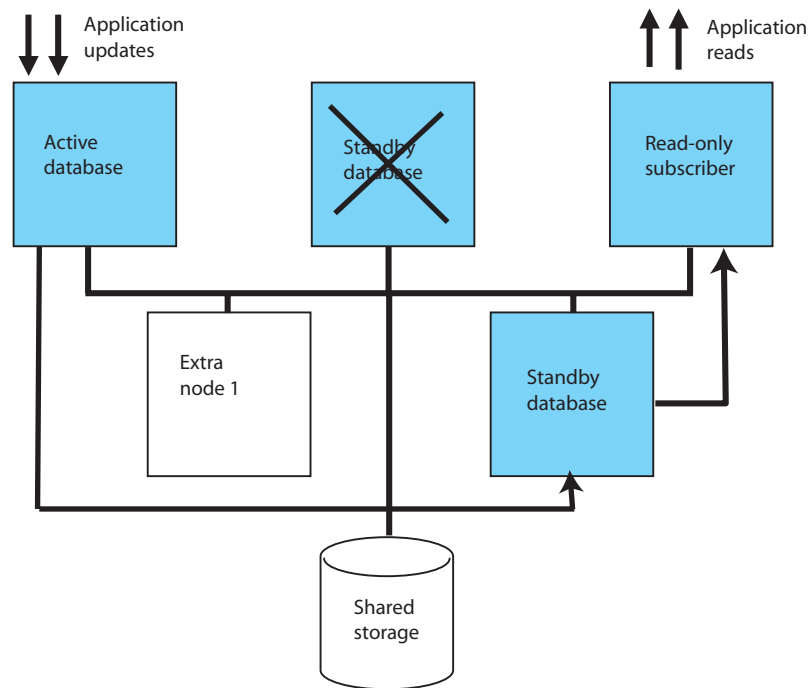 Application
updates
Application
reads
Active
database
Standby
database
Read-only
subscriber
Extra
node 1
Standby
database
Shared
storage